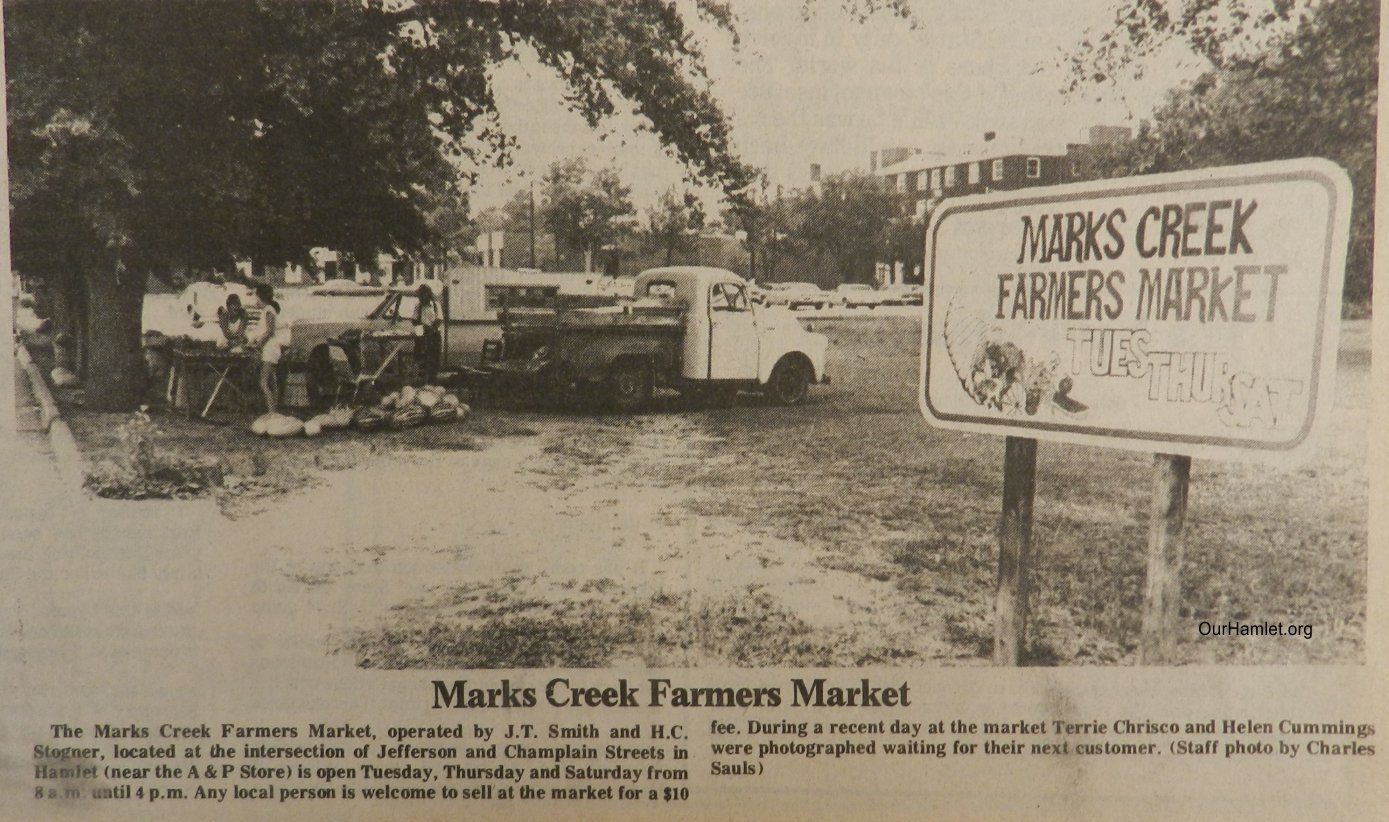 MARKS CREEK
FARMERS MARKET
TUES THUR SAT
OurHamlet.org
Marks Creek Farmers Market
The Marks Creek Farmers Market, operated by J.T. Smith and H.C.
Stogner, located at the intersection of Jefferson and Champlain Streets in
Hamlet (near the A & P Store) is open Tuesday, Thursday and Saturday from
8 a.m. until 4 p.m. Any local person is welcome to sell at the market for a $10
fee. During a recent day at the market Terrie Chrisco and Helen Cummings
were photographed waiting for their next customer. (Staff photo by Charles
Sauls)